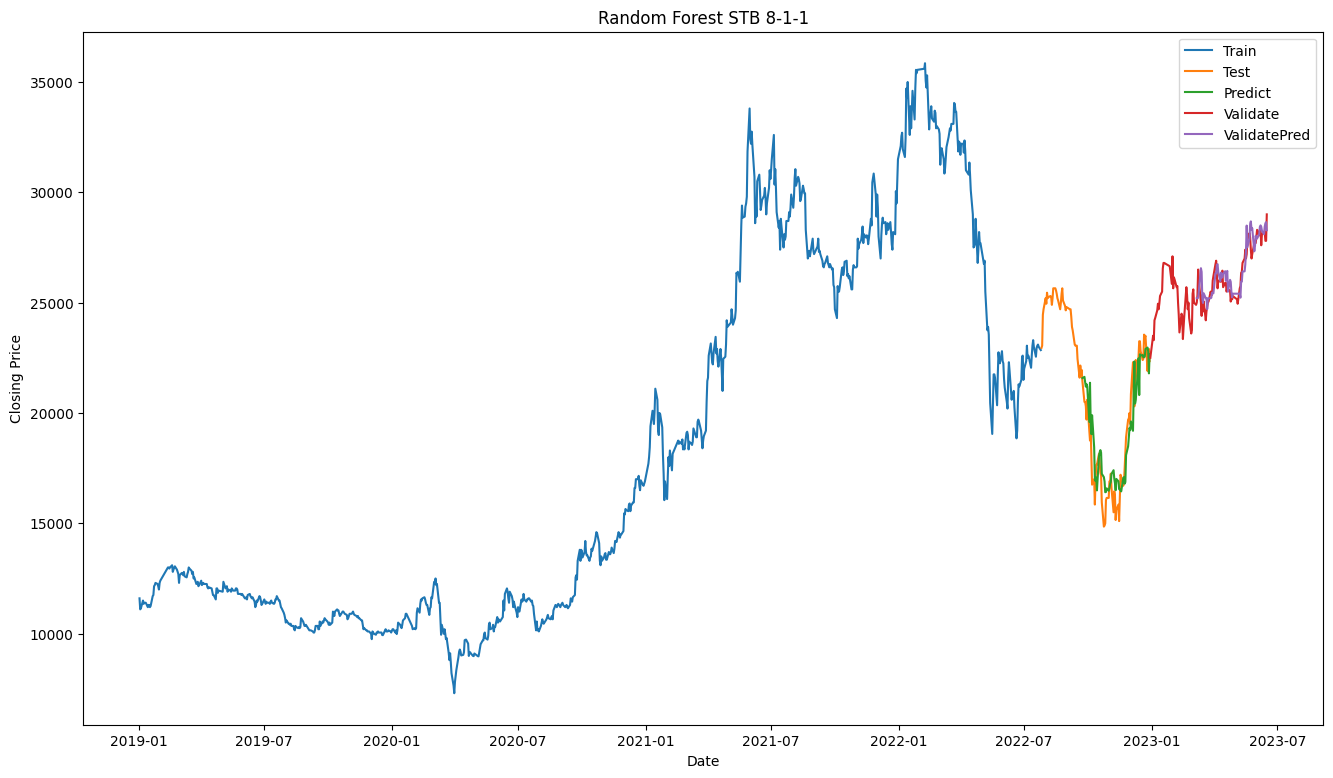 Random Forest STB 8-1-1
Train
Test
Predict
Validate
ValidatePred
35000
30000
25000
20000
15000
10000
Closing Price
2019-01 2019-07 2020-01 2020-07 2021-01 2021-07 2022-01 2022-07 2023-01 2023-07
Date